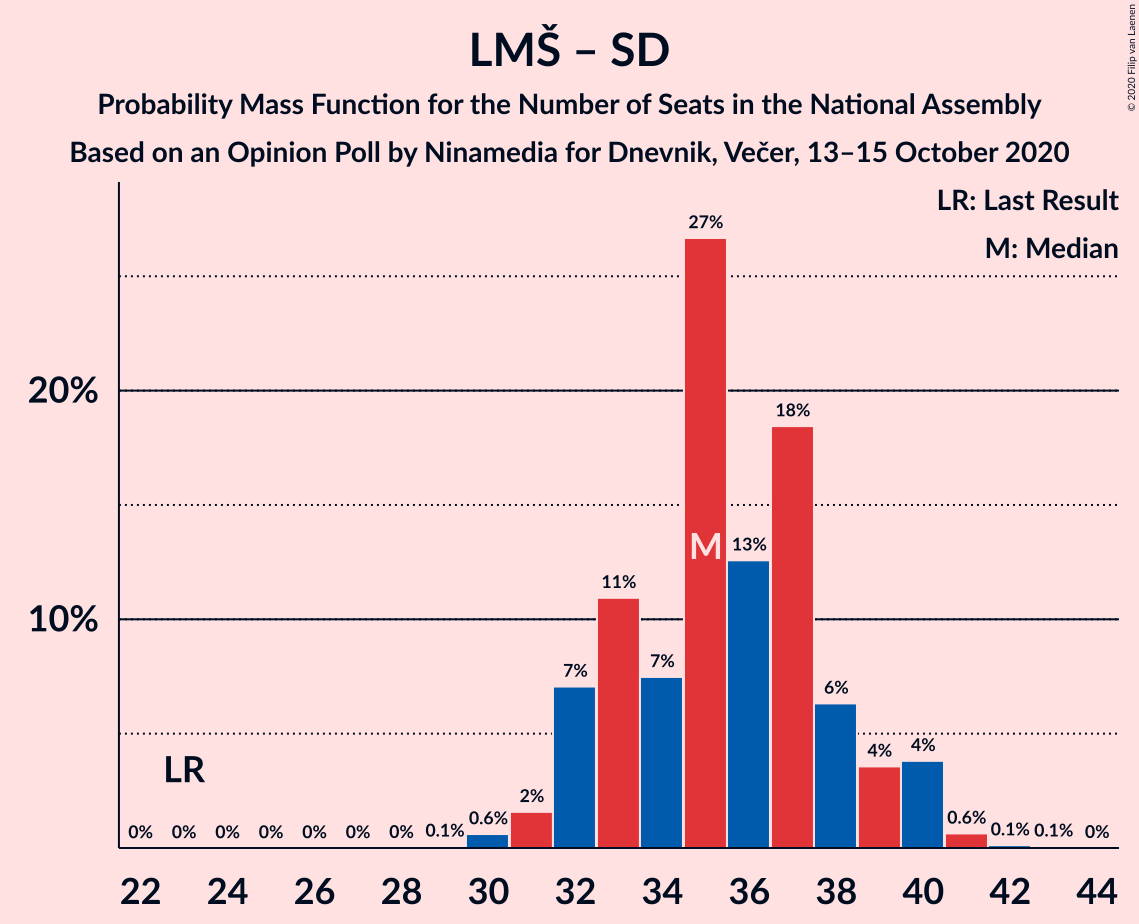 LMŠ – SD
Probability Mass Function for the Number of Seats in the National Assembly
Based on an Opinion Poll by Ninamedia for Dnevnik, Večer, 13–15 October 2020
© 2020 Filip van Laenen
LR: Last Result
M: Median
20%
10%
LR
M
0% 0% 0% 0% 0% 0% 0% 0.1% 0.6% 2% 7% 11% 7% 27% 13% 18% 6% 4% 4% 0.6% 0.1% 0.1% 0%
22 24 26 28 30 32 34 36 38 40 42 44